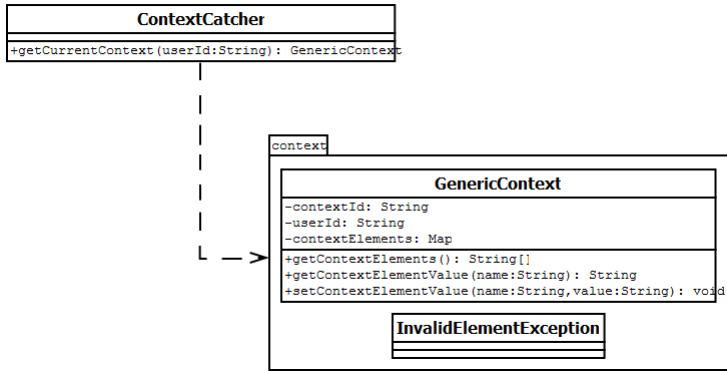 ContextCatcher
+getCurrentContext(userId:String): GenericContext
context
GenericContext
-contextId: String
-userId: String
-contextElements: Map
+getContextElements(): String[]
+getContextElementValue(name:String): String
+setContextElementValue(name:String,value:String): void
InvalidElementException